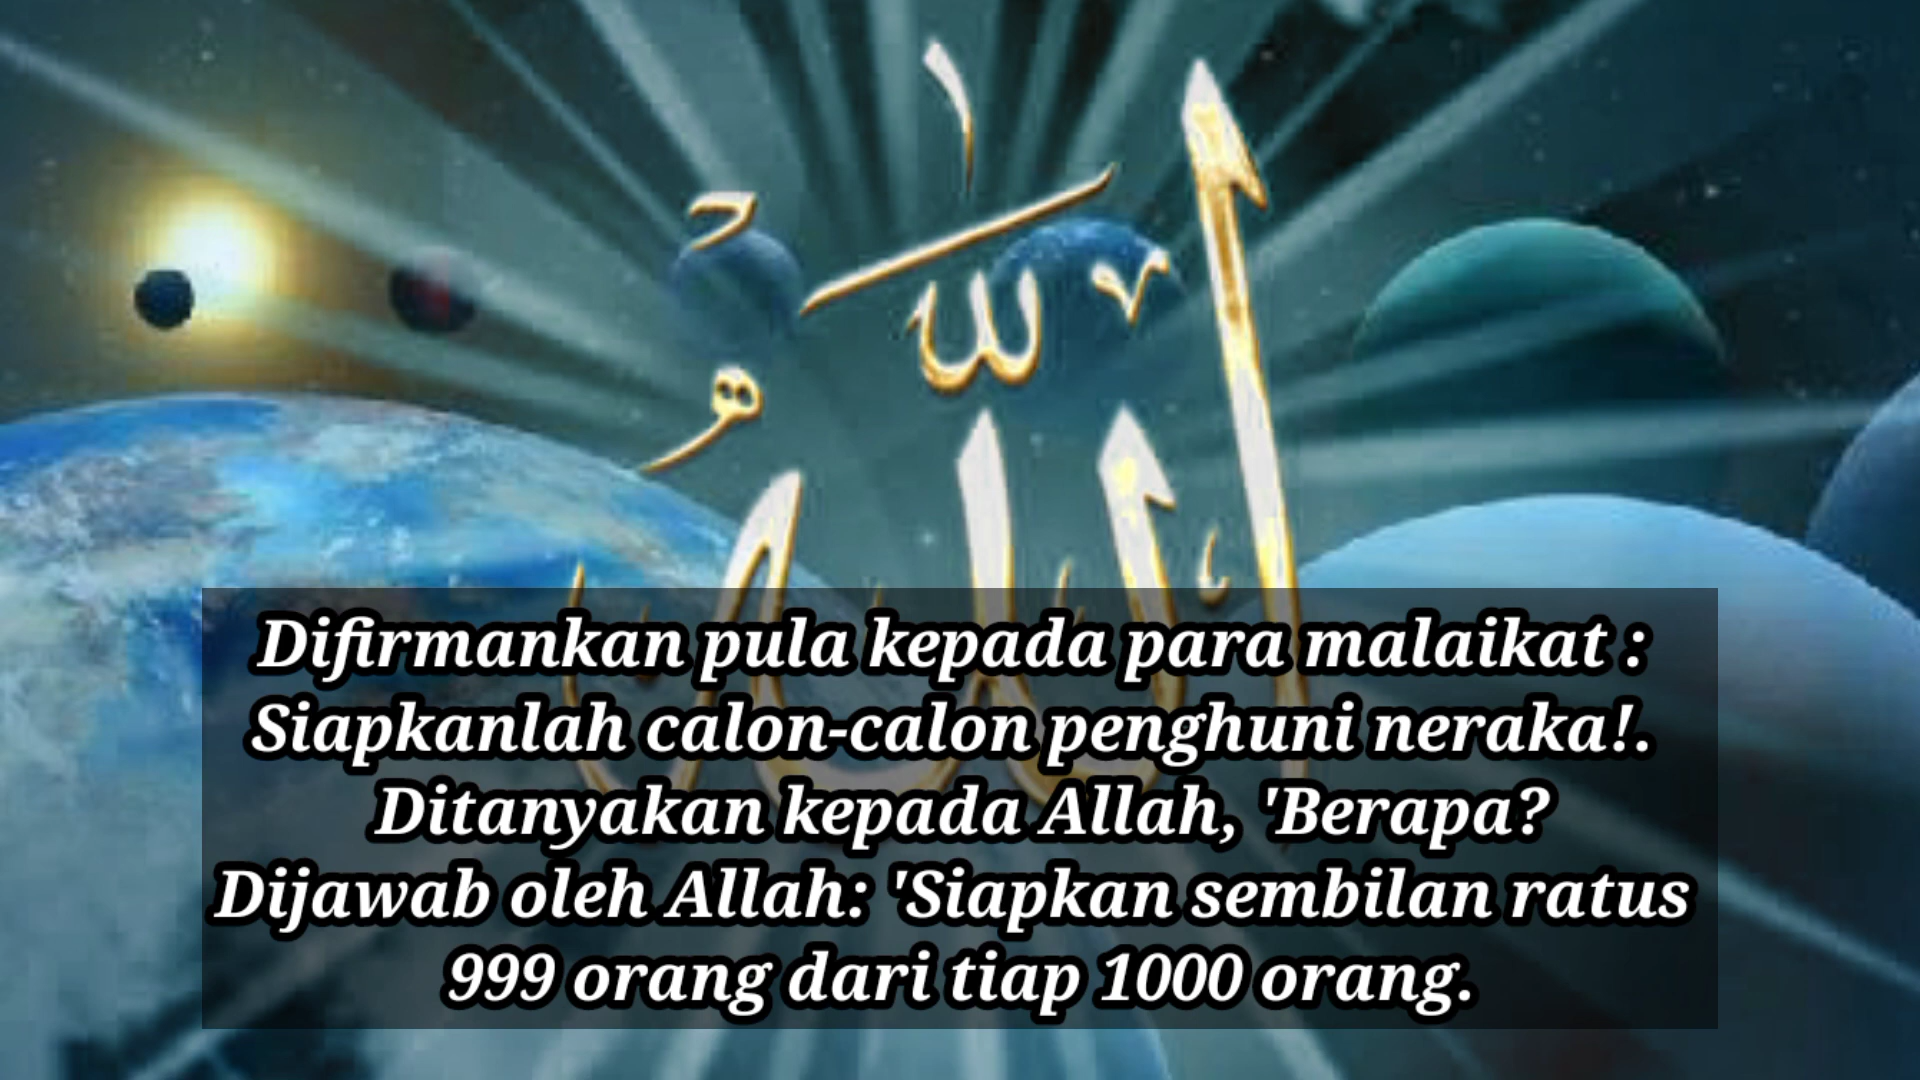 اللهُ
Difirmankan pula kepada para malaikat :
Siapkanlah calon-calon penghuni neraka!.
Ditanyakan kepada Allah, 'Berapa?
Dijawab oleh Allah: 'Siapkan sembilan ratus
999 orang dari tiap 1000 orang.